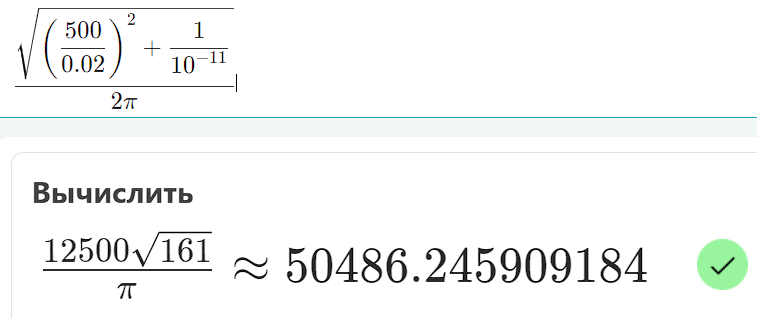 √((500/0.02)² + 1/10⁻¹¹)/2π
Вычислить
12500√161/π ≈ 50486.245909184